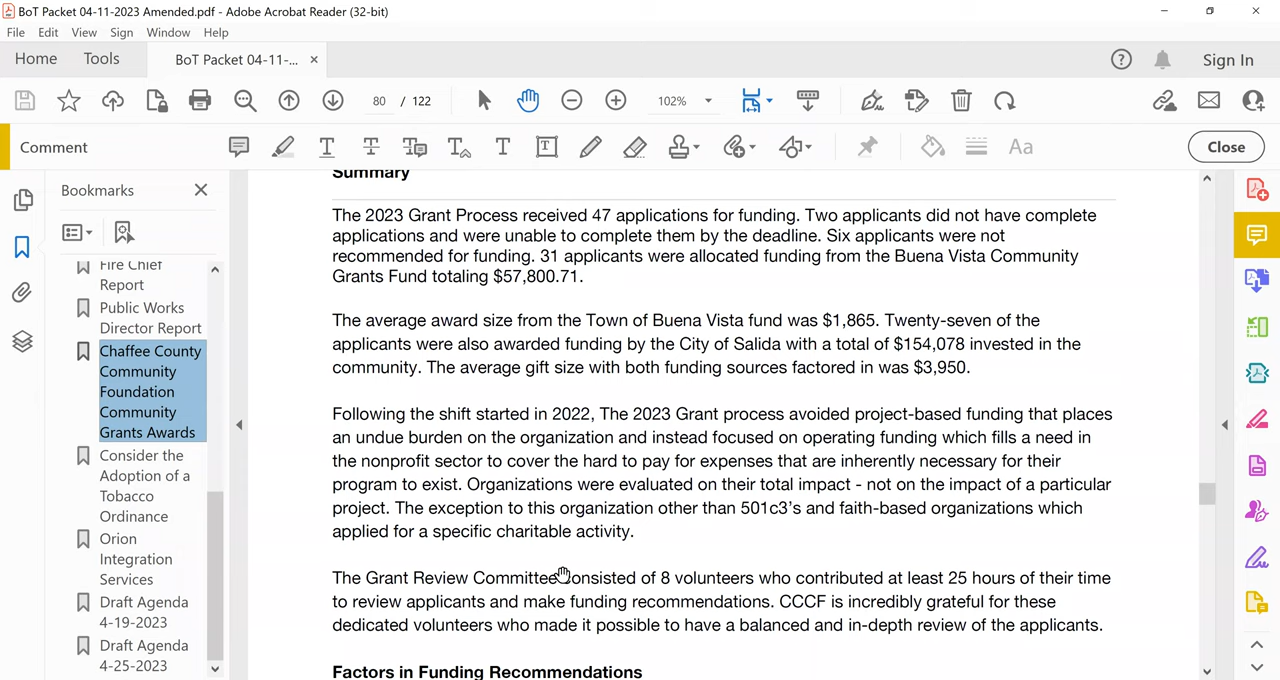 BoT Packet 04-11-2023 Amended.pdf - Adobe Acrobat Reader (32-bit)
File Edit View Sign Window Help
Home Tools BoT Packet 04-11-... × Sign In
80 / 122 102%
Comment Close
Bookmarks
Fire Chief
Report
Public Works
Director Report
Chaffee County
Community
Foundation
Community
Grants Awards
Consider the
Adoption of a
Tobacco
Ordinance
Orion
Integration
Services
Draft Agenda
4-19-2023
Draft Agenda
4-25-2023
Summary
The 2023 Grant Process received 47 applications for funding. Two applicants did not have complete
applications and were unable to complete them by the deadline. Six applicants were not
recommended for funding. 31 applicants were allocated funding from the Buena Vista Community
Grants Fund totaling $57,800.71.
The average award size from the Town of Buena Vista fund was $1,865. Twenty-seven of the
applicants were also awarded funding by the City of Salida with a total of $154,078 invested in the
community. The average gift size with both funding sources factored in was $3,950.
Following the shift started in 2022, The 2023 Grant process avoided project-based funding that places
an undue burden on the organization and instead focused on operating funding which fills a need in
the nonprofit sector to cover the hard to pay for expenses that are inherently necessary for their
program to exist. Organizations were evaluated on their total impact - not on the impact of a particular
project. The exception to this organization other than 501c3's and faith-based organizations which
applied for a specific charitable activity.
The Grant Review Committee consisted of 8 volunteers who contributed at least 25 hours of their time
to review applicants and make funding recommendations. CCCF is incredibly grateful for these
dedicated volunteers who made it possible to have a balanced and in-depth review of the applicants.
Factors in Funding Recommendations